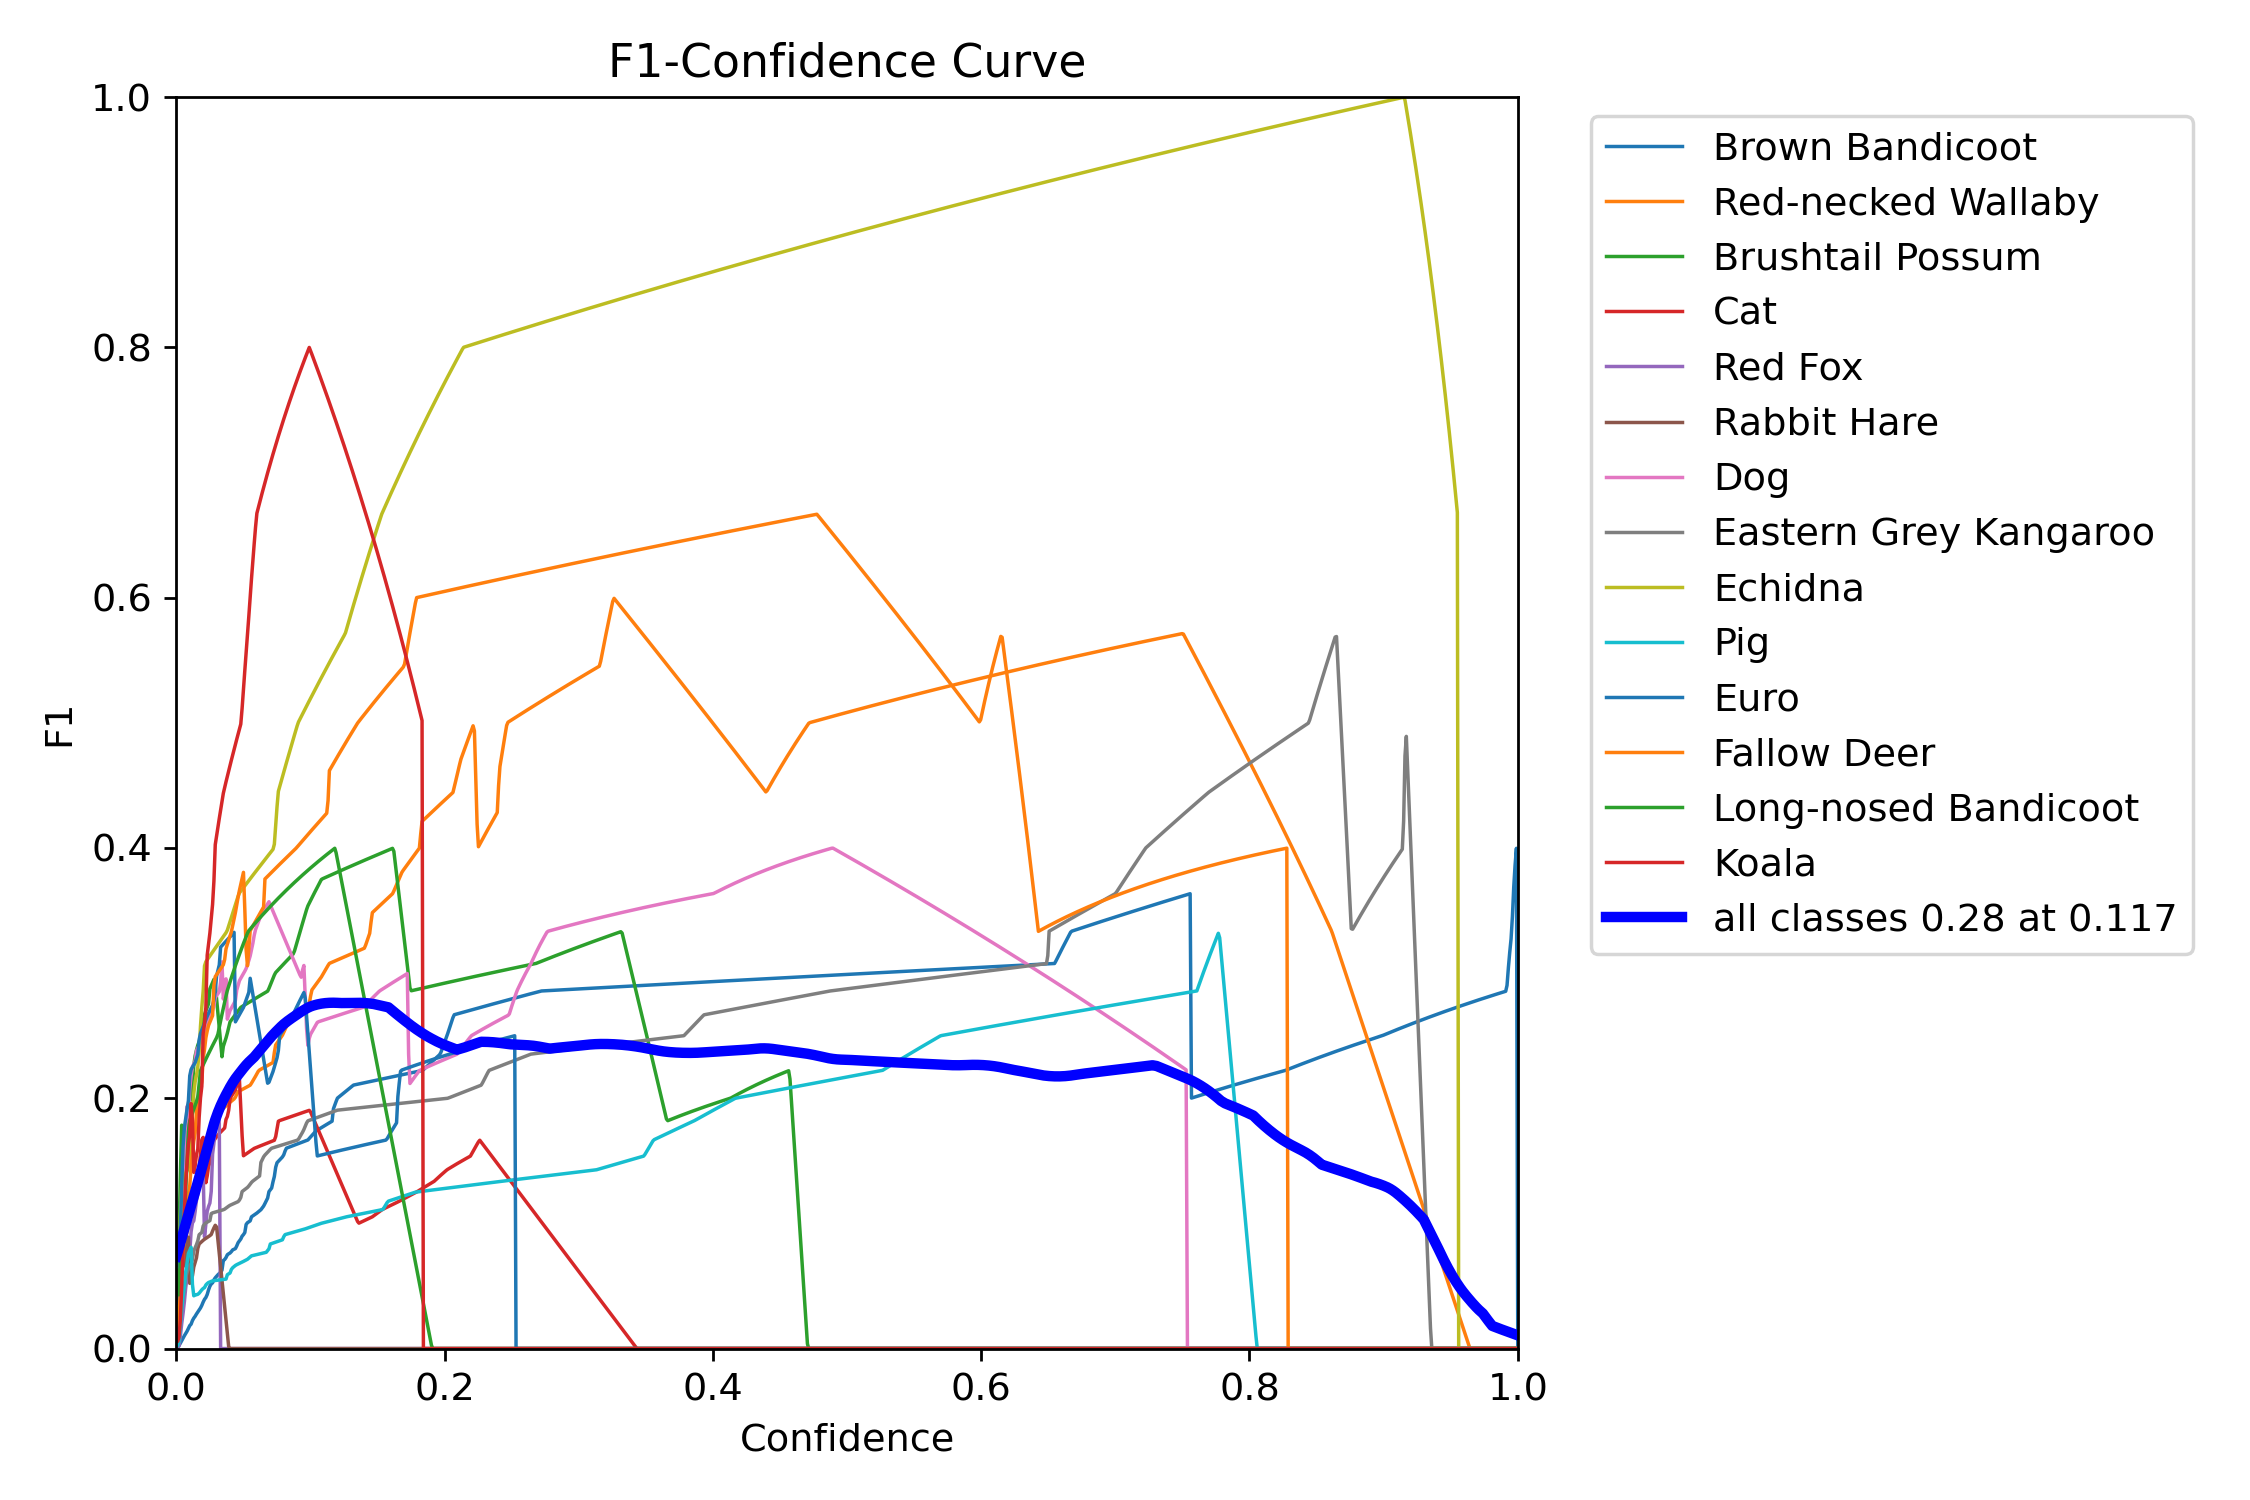 F1-Confidence Curve
1.0
0.8
0.6
0.4
0.2
0.0
F1
0.0 0.2 0.4 0.6 0.8 1.0
Confidence
Brown Bandicoot
Red-necked Wallaby
Brushtail Possum
Cat
Red Fox
Rabbit Hare
Dog
Eastern Grey Kangaroo
Echidna
Pig
Euro
Fallow Deer
Long-nosed Bandicoot
Koala
all classes 0.28 at 0.117